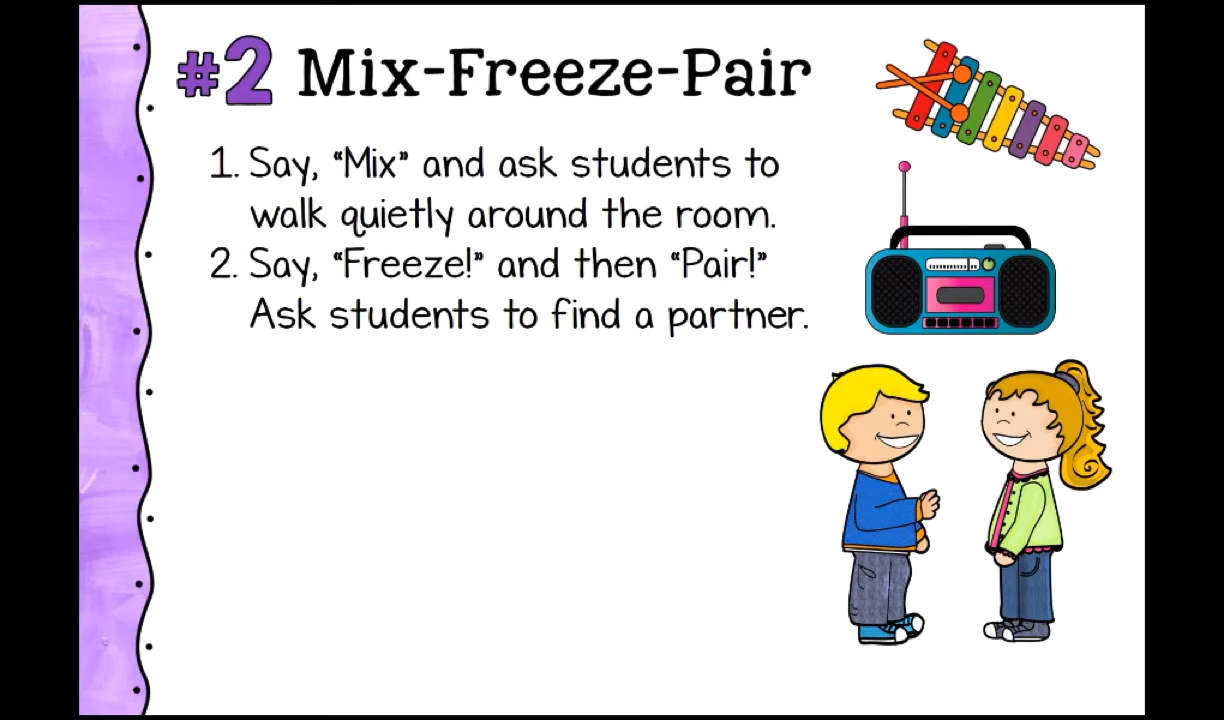 #2 Mix-Freeze-Pair
1. Say, “Mix” and ask students to
walk quietly around the room.
2. Say, “Freeze!” and then “Pair!”
Ask students to find a partner.